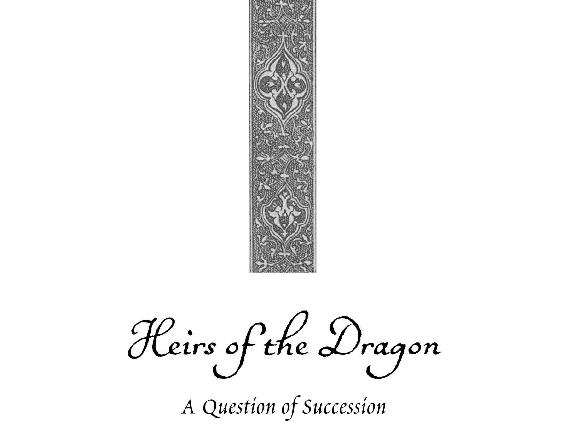 Heirs of the Dragon
A Question of Succession